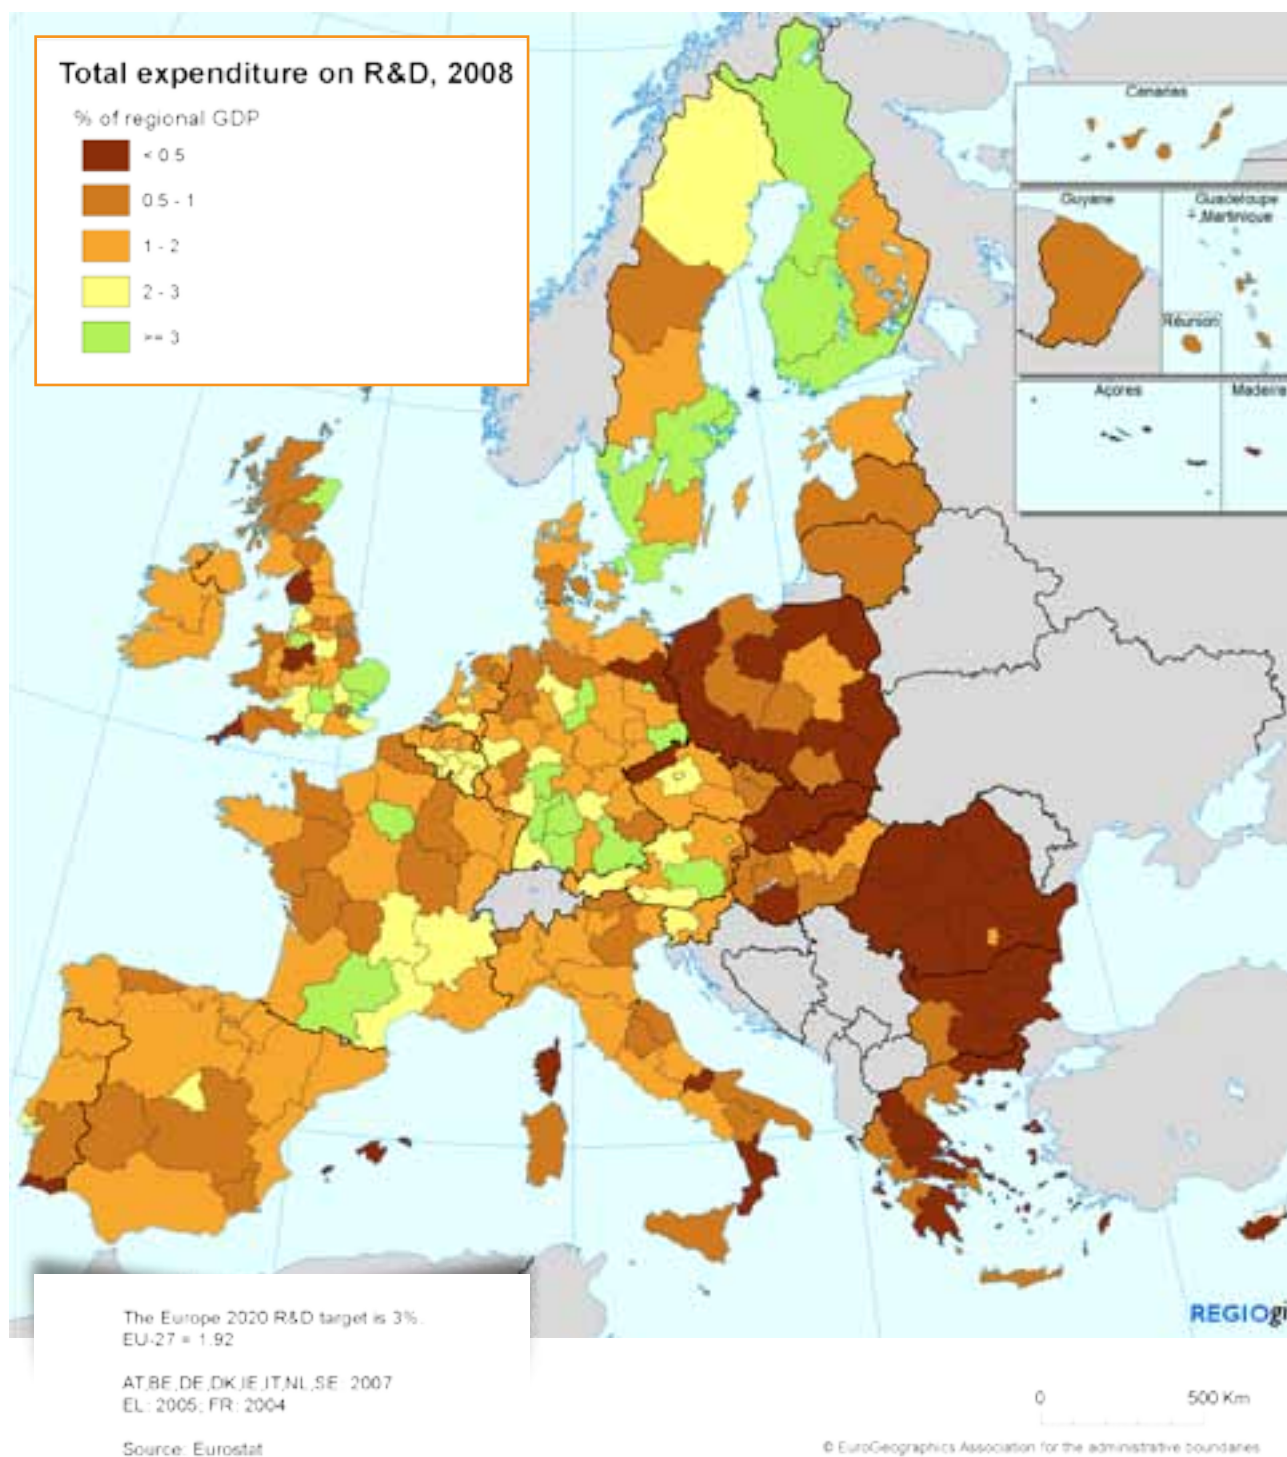 Total expenditure on R&D, 2008
% of regional GDP
< 0.5
0.5 - 1
1 - 2
2 - 3
>= 3
Canarias
Guyane
Guadeloupe
Martinique
Réunion
Açores
Madeira
REGIOgi
The Europe 2020 R&D target is 3%.
EU-27 = 1.92
AT,BE,DE,DK,IE,IT,NL,SE: 2007
EL: 2005; FR: 2004
Source: Eurostat
0 500 Km
© EuroGeographics Association for the administrative boundaries